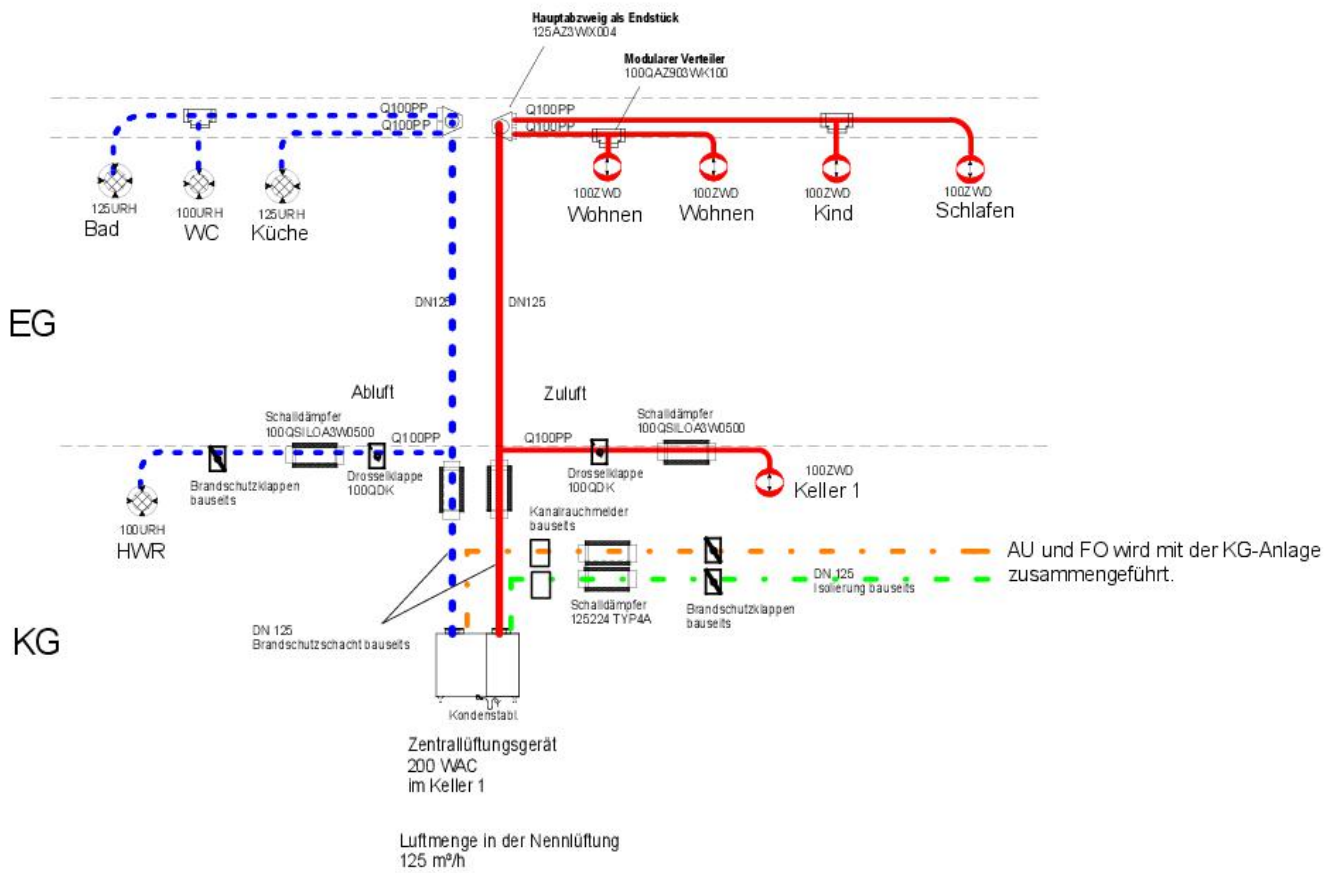 Hauptabzweig als Endstück
125AZ3WIX004
Modularer Verteiler
100QAZ903WK100
Q100PP
Q100PP
Q100PP
Q100PP
125URH
Bad
100URH
WC
125URH
Küche
100ZWD
Wohnen
100ZWD
Wohnen
100ZWD
Kind
100ZWD
Schlafen
DN125
DN125
EG
Abluft
Zuluft
Schalldämpfer
100QSILOA3W0500
Q100PP
Q100PP
Schalldämpfer
100QSILOA3W0500
Brandschutzklappen
bauseits
Drosselklappe
100QDK
Drosselklappe
100QDK
100ZWD
Keller 1
100URH
HWR
Kanalrauchmelder
bauseits
AU und FO wird mit der KG-Anlage
zusammengeführt.
DN 125
Isolierung bauseits
Schalldämpfer
125224 TYP4A
Brandschutzklappen
bauseits
DN 125
Brandschutzschacht bauseits
KG
Kondenstabl.
Zentrallüftungsgerät
200 WAC
im Keller 1
Luftmenge in der Nennlüftung
125 m³/h